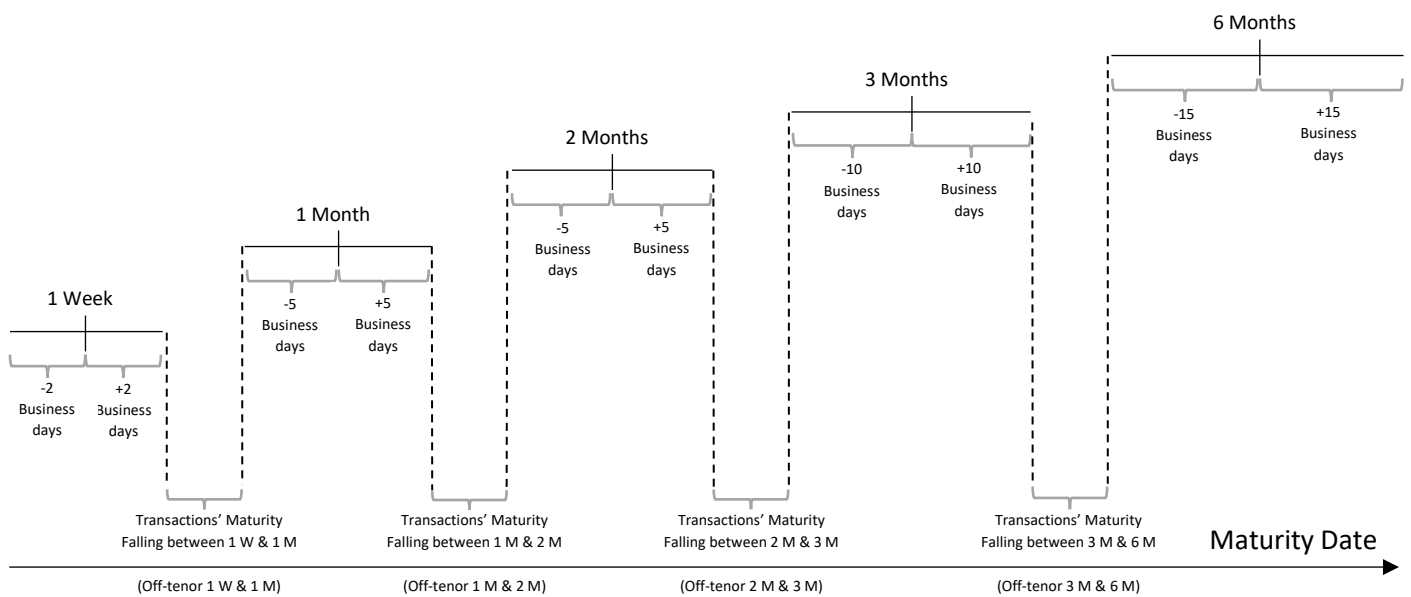 6 Months
-15
Business
days
+15
Business
days
3 Months
-10
Business
days
+10
Business
days
2 Months
-5
Business
days
+5
Business
days
1 Month
-5
Business
days
+5
Business
days
1 Week
-2
Business
days
+2
Business
days
Transactions’ Maturity
Falling between 1 W & 1 M
Transactions’ Maturity
Falling between 1 M & 2 M
Transactions’ Maturity
Falling between 2 M & 3 M
Transactions’ Maturity
Falling between 3 M & 6 M
Maturity Date
(Off-tenor 1 W & 1 M)
(Off-tenor 1 M & 2 M)
(Off-tenor 2 M & 3 M)
(Off-tenor 3 M & 6 M)